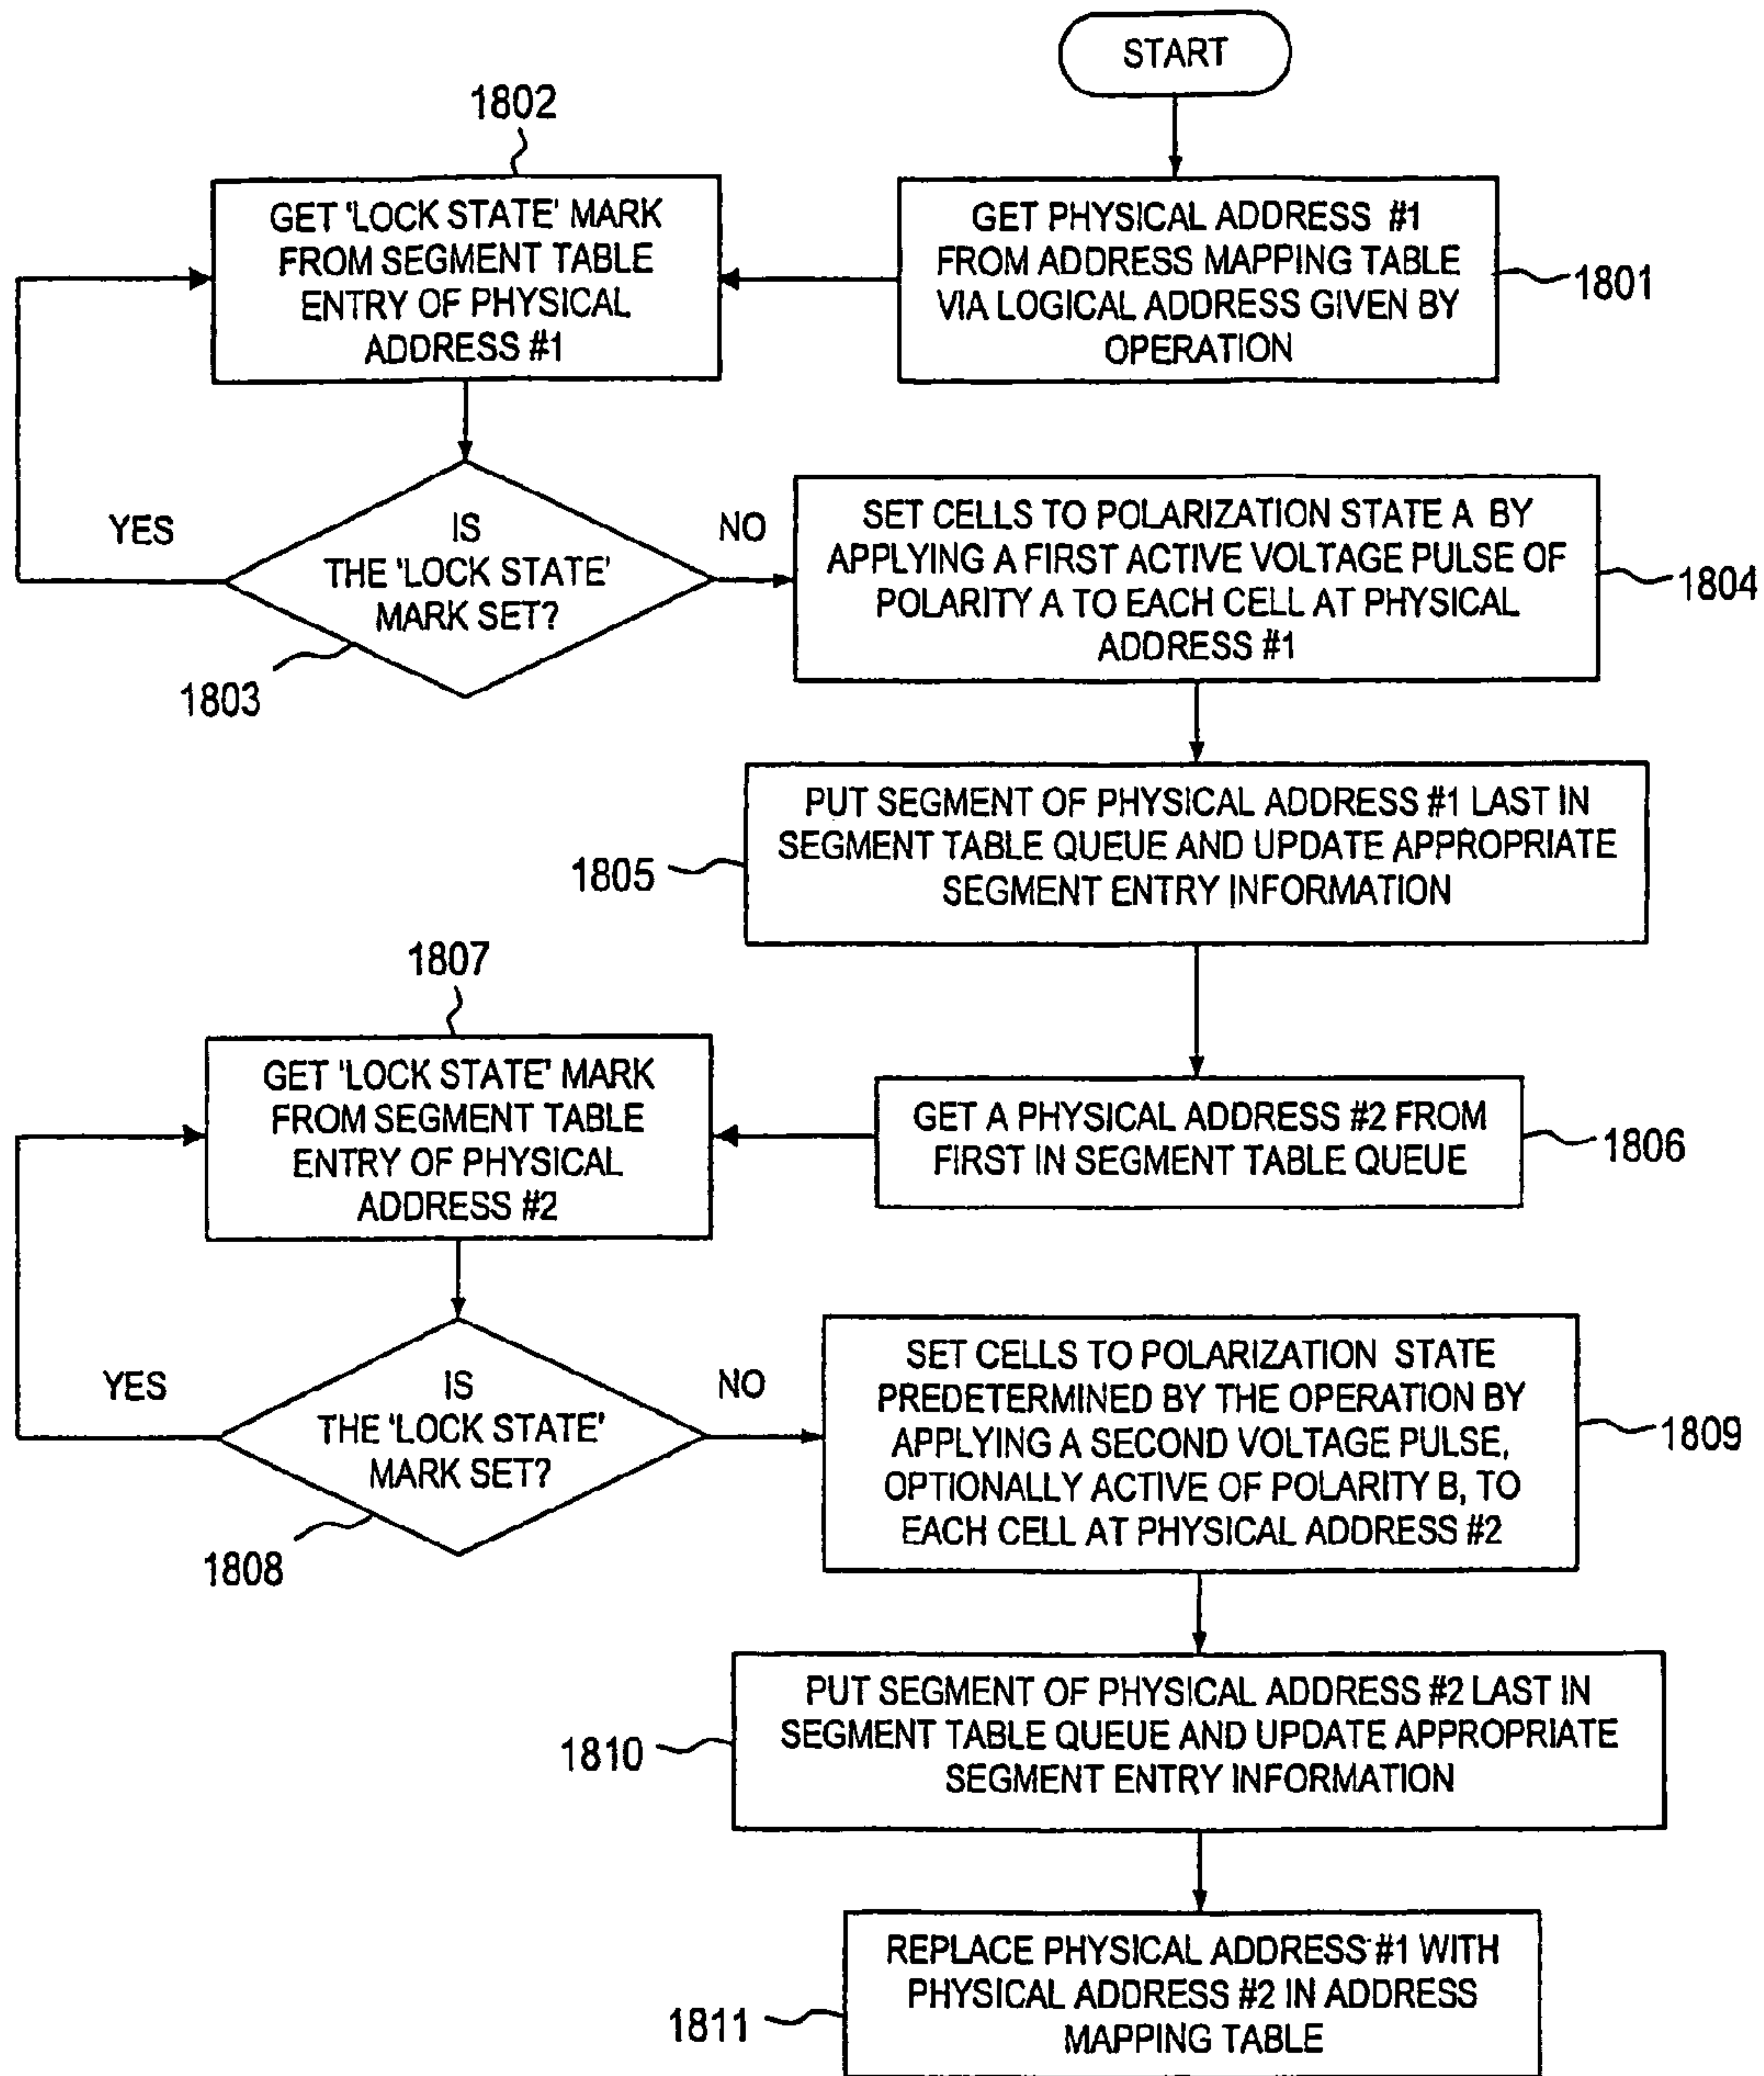 START
1802
GET 'LOCK STATE' MARK
FROM SEGMENT TABLE
ENTRY OF PHYSICAL
ADDRESS #1
GET PHYSICAL ADDRESS #1
FROM ADDRESS MAPPING TABLE
VIA LOGICAL ADDRESS GIVEN BY
OPERATION
1801
YES
IS
THE 'LOCK STATE'
MARK SET?
NO
1803
SET CELLS TO POLARIZATION STATE A BY
APPLYING A FIRST ACTIVE VOLTAGE PULSE OF
POLARITY A TO EACH CELL AT PHYSICAL
ADDRESS #1
1804
PUT SEGMENT OF PHYSICAL ADDRESS #1 LAST IN
SEGMENT TABLE QUEUE AND UPDATE APPROPRIATE
SEGMENT ENTRY INFORMATION
1805
1807
GET 'LOCK STATE' MARK
FROM SEGMENT TABLE
ENTRY OF PHYSICAL
ADDRESS #2
GET A PHYSICAL ADDRESS #2 FROM
FIRST IN SEGMENT TABLE QUEUE
1806
YES
IS
THE 'LOCK STATE'
MARK SET?
NO
1808
SET CELLS TO POLARIZATION STATE
PREDETERMINED BY THE OPERATION BY
APPLYING A SECOND VOLTAGE PULSE,
OPTIONALLY ACTIVE OF POLARITY B, TO
EACH CELL AT PHYSICAL ADDRESS #2
1809
PUT SEGMENT OF PHYSICAL ADDRESS #2 LAST IN
SEGMENT TABLE QUEUE AND UPDATE APPROPRIATE
SEGMENT ENTRY INFORMATION
1810
REPLACE PHYSICAL ADDRESS #1 WITH
PHYSICAL ADDRESS #2 IN ADDRESS
MAPPING TABLE
1811